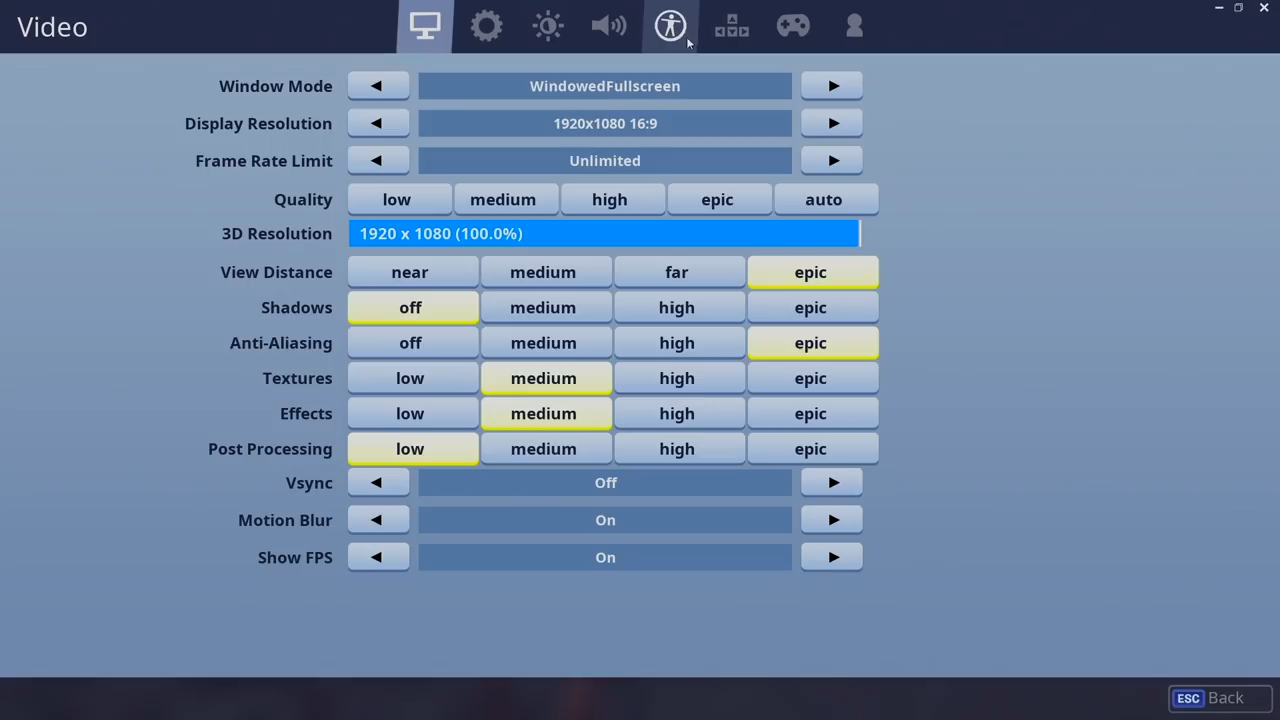 Video
Window Mode ◄ WindowedFullscreen ►
Display Resolution ◄ 1920x1080 16:9 ►
Frame Rate Limit ◄ Unlimited ►
Quality low medium high epic auto
3D Resolution 1920 x 1080 (100.0%)
View Distance near medium far epic
Shadows off medium high epic
Anti-Aliasing off medium high epic
Textures low medium high epic
Effects low medium high epic
Post Processing low medium high epic
Vsync ◄ Off ►
Motion Blur ◄ On ►
Show FPS ◄ On ►
ESC Back